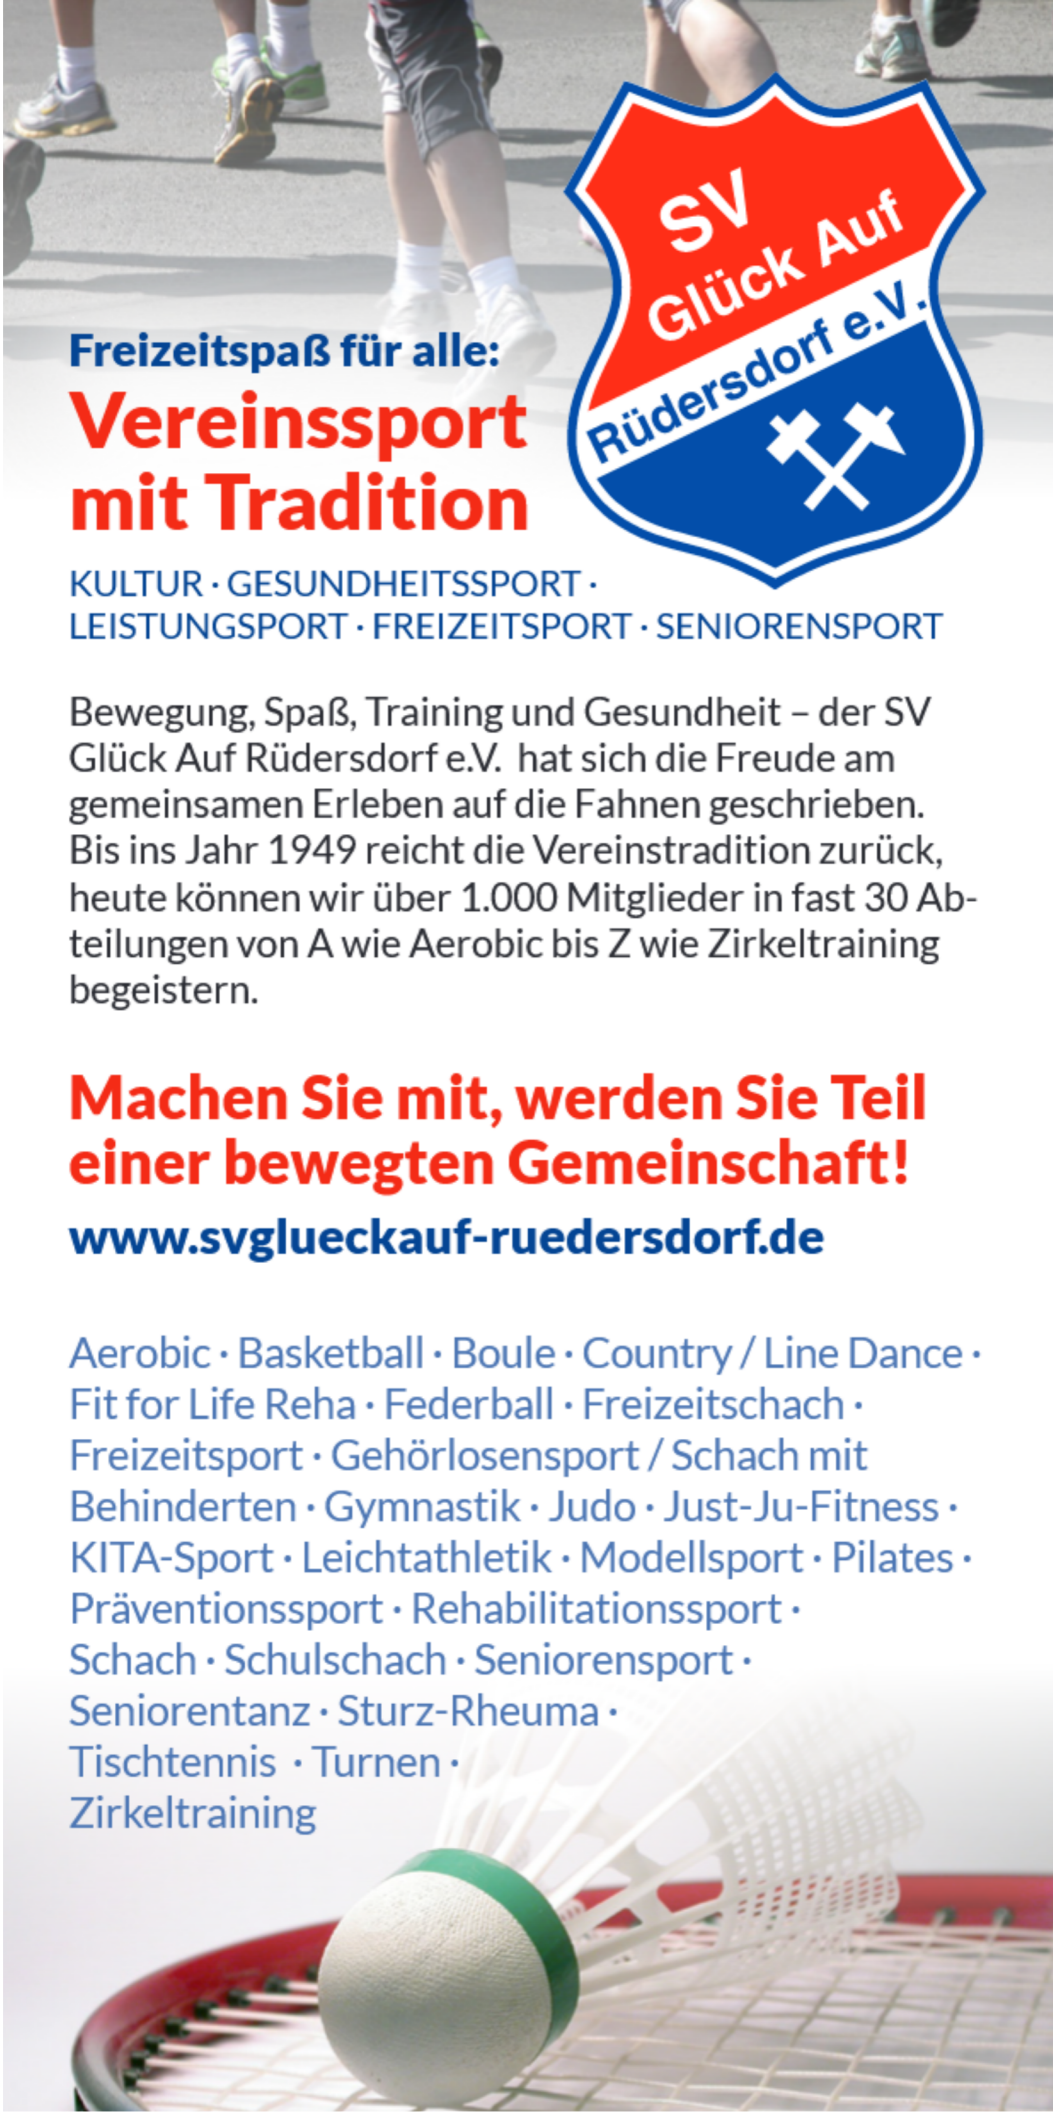 SV
Glück Auf
Rüdersdorf e.V.
Freizeitspaß für alle:
Vereinssport
mit Tradition
KULTUR · GESUNDHEITSSPORT ·
LEISTUNGSPORT · FREIZEITSPORT · SENIORENSPORT
Bewegung, Spaß, Training und Gesundheit – der SV
Glück Auf Rüdersdorf e.V. hat sich die Freude am
gemeinsamen Erleben auf die Fahnen geschrieben.
Bis ins Jahr 1949 reicht die Vereinstradition zurück,
heute können wir über 1.000 Mitglieder in fast 30 Ab-
teilungen von A wie Aerobic bis Z wie Zirkeltraining
begeistern.
Machen Sie mit, werden Sie Teil
einer bewegten Gemeinschaft!
www.svglueckauf-ruedersdorf.de
Aerobic · Basketball · Boule · Country / Line Dance ·
Fit for Life Reha · Federball · Freizeitschach ·
Freizeitsport · Gehörlosensport / Schach mit
Behinderten · Gymnastik · Judo · Just-Ju-Fitness ·
KITA-Sport · Leichtathletik · Modellsport · Pilates ·
Präventionssport · Rehabilitationssport ·
Schach · Schulschach · Seniorensport ·
Seniorentanz · Sturz-Rheuma ·
Tischtennis · Turnen ·
Zirkeltraining